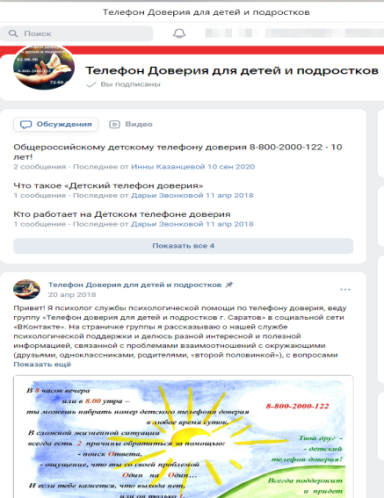 Телефон Доверия для детей и подростков
Поиск
Телефон Доверия для детей и подростков
Вы подписаны
Обсуждения Видео
Общероссийскому детскому телефону доверия 8-800-2000-122 - 10
лет!
2 сообщения · Последнее от Инны Казанцевой 10 сен 2020
Что такое «Детский телефон доверия»
1 сообщение · Последнее от Дарьи Звонковой 11 апр 2018
Кто работает на Детском телефоне доверия
1 сообщение · Последнее от Дарьи Звонковой 11 апр 2018
Показать все 4
Телефон Доверия для детей и подростков
20 апр 2018
Привет! Я психолог службы психологической помощи по телефону доверия, веду
группу «Телефон доверия для детей и подростков г. Саратов» в социальной сети
«ВКонтакте». На страничке группы я рассказываю о нашей службе
психологической поддержки и делюсь разной интересной и полезной
информацией, связанной с проблемами взаимоотношений с окружающими
(друзьями, одноклассниками, родителями, «второй половинкой»), с вопросами
Показать ещё
В 8 часов вечера
или в 8.00 утра –
ты можешь набрать номер детского телефона доверия
в любое время суток.
8-800-2000-122
В сложной жизненной ситуации
всегда есть 2 причины обратиться за помощью:
- поиск Ответа,
- ощущение, что ты со своей проблемой
Один на Один...
И если тебе кажется, что выхода нет,
или он только 1...
Твой друг -
- детский
телефон доверия!
Всегда поддержит
и придет